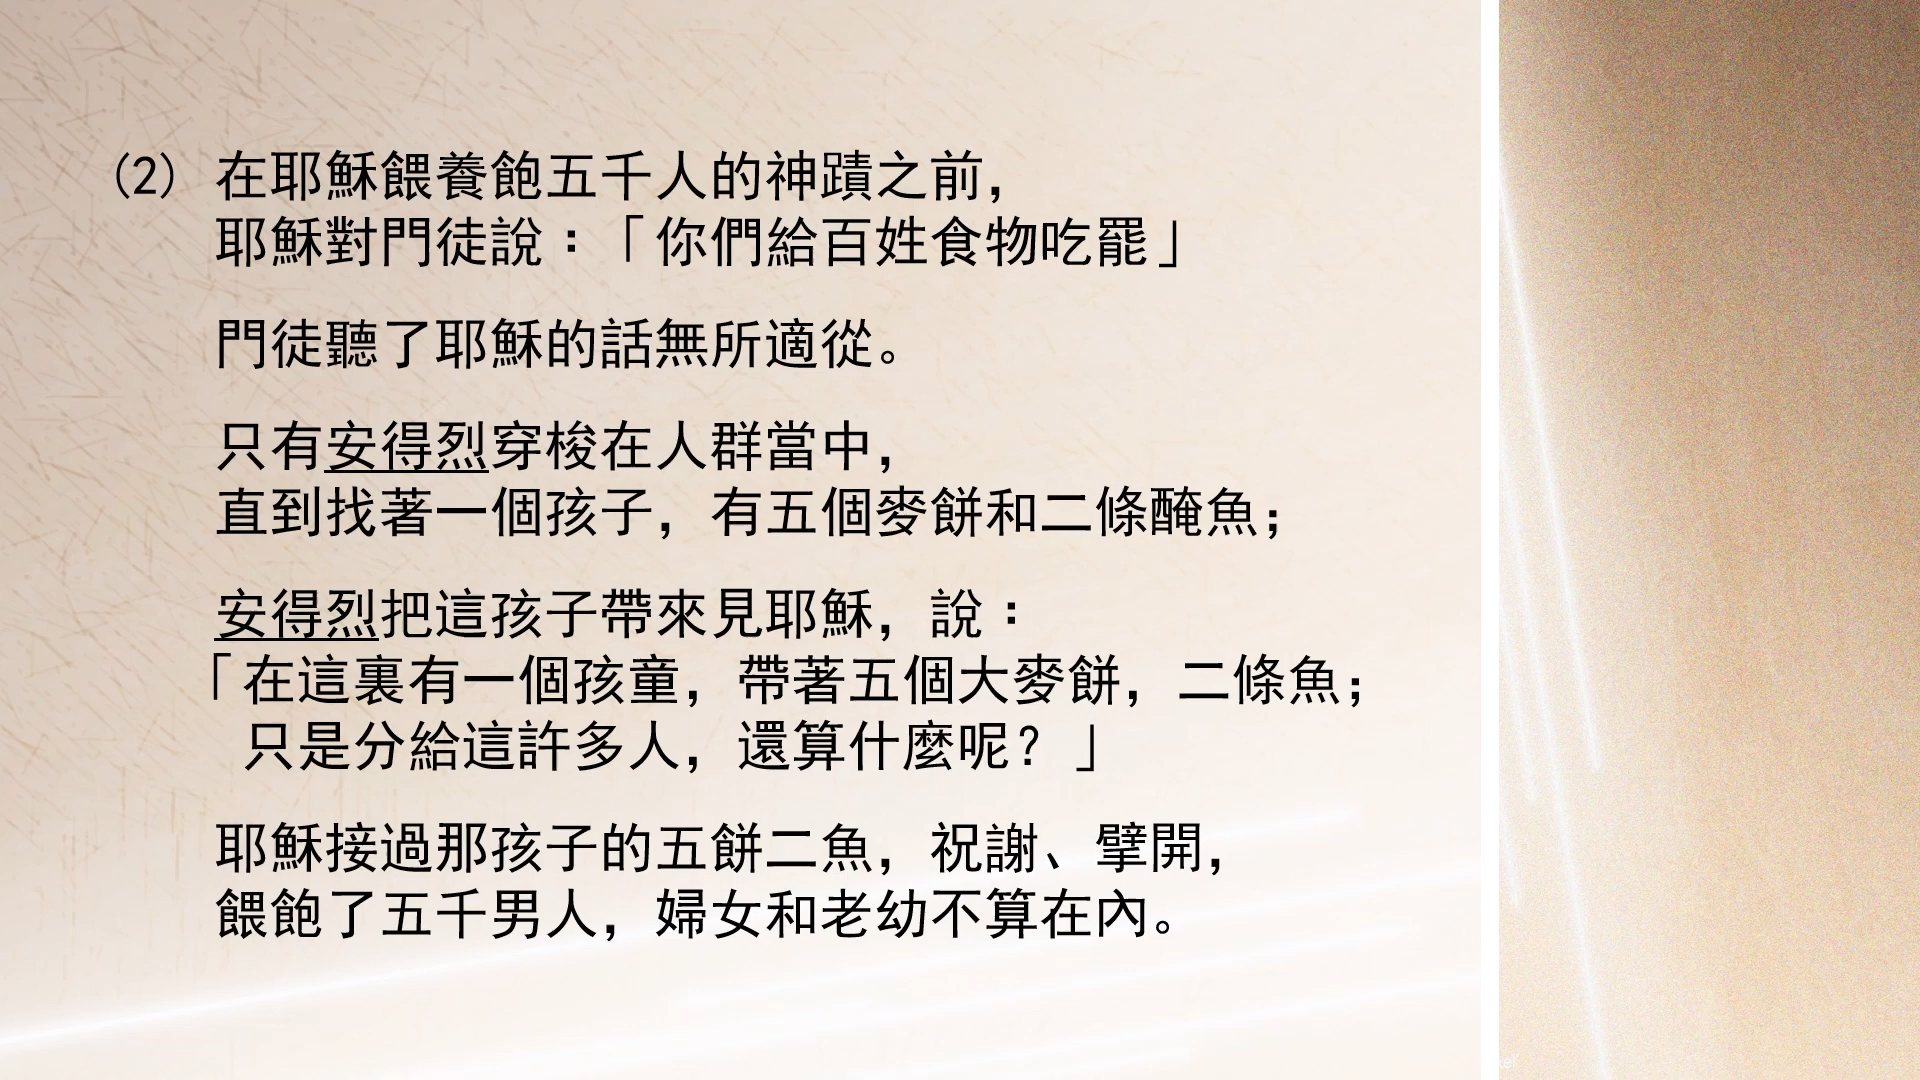 (2) 在耶穌餵養飽五千人的神蹟之前，
耶穌對門徒說：「你們給百姓食物吃罷」
門徒聽了耶穌的話無所適從。
只有安得烈穿梭在人群當中，
直到找著一個孩子，有五個麥餅和二條醃魚；
安得烈把這孩子帶來見耶穌，說：
「在這裏有一個孩童，帶著五個大麥餅，二條魚；
只是分給這許多人，還算什麼呢？」
耶穌接過那孩子的五餅二魚，祝謝、擘開，
餵飽了五千男人，婦女和老幼不算在內。